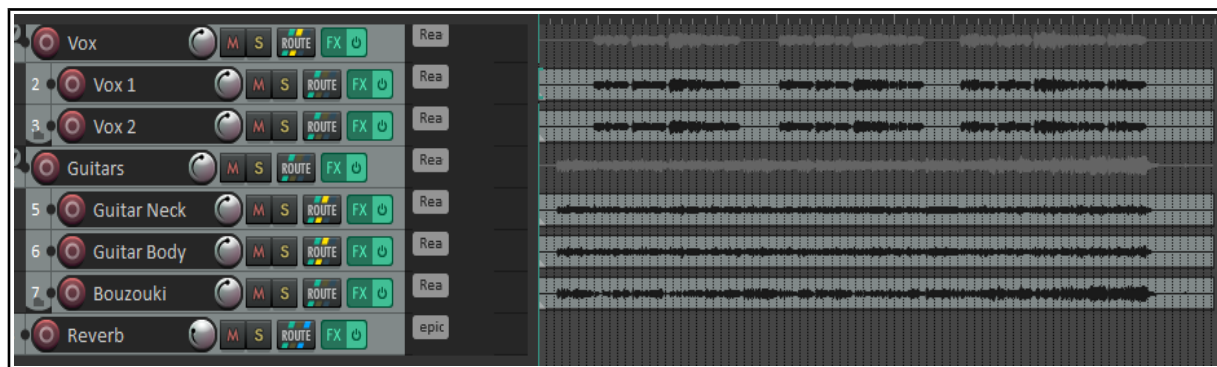 Vox M S ROUTE FX Rea
2 Vox 1 M S ROUTE FX Rea
3 Vox 2 M S ROUTE FX Rea
Guitars M S ROUTE FX Rea
5 Guitar Neck M S ROUTE FX Rea
6 Guitar Body M S ROUTE FX Rea
7 Bouzouki M S ROUTE FX Rea
Reverb M S ROUTE FX epic